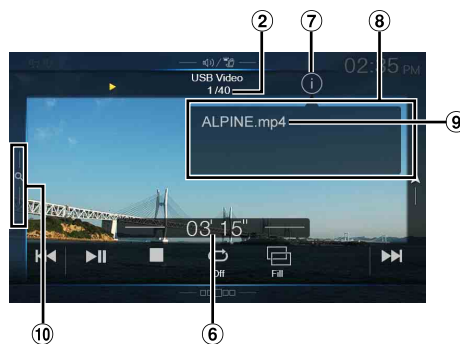 ② ⑦ ⑧
02:35 PM
USB Video
1/40
i
ALPINE.mp4
⑨
03' 15"
Off
Fill
⑩ ⑥